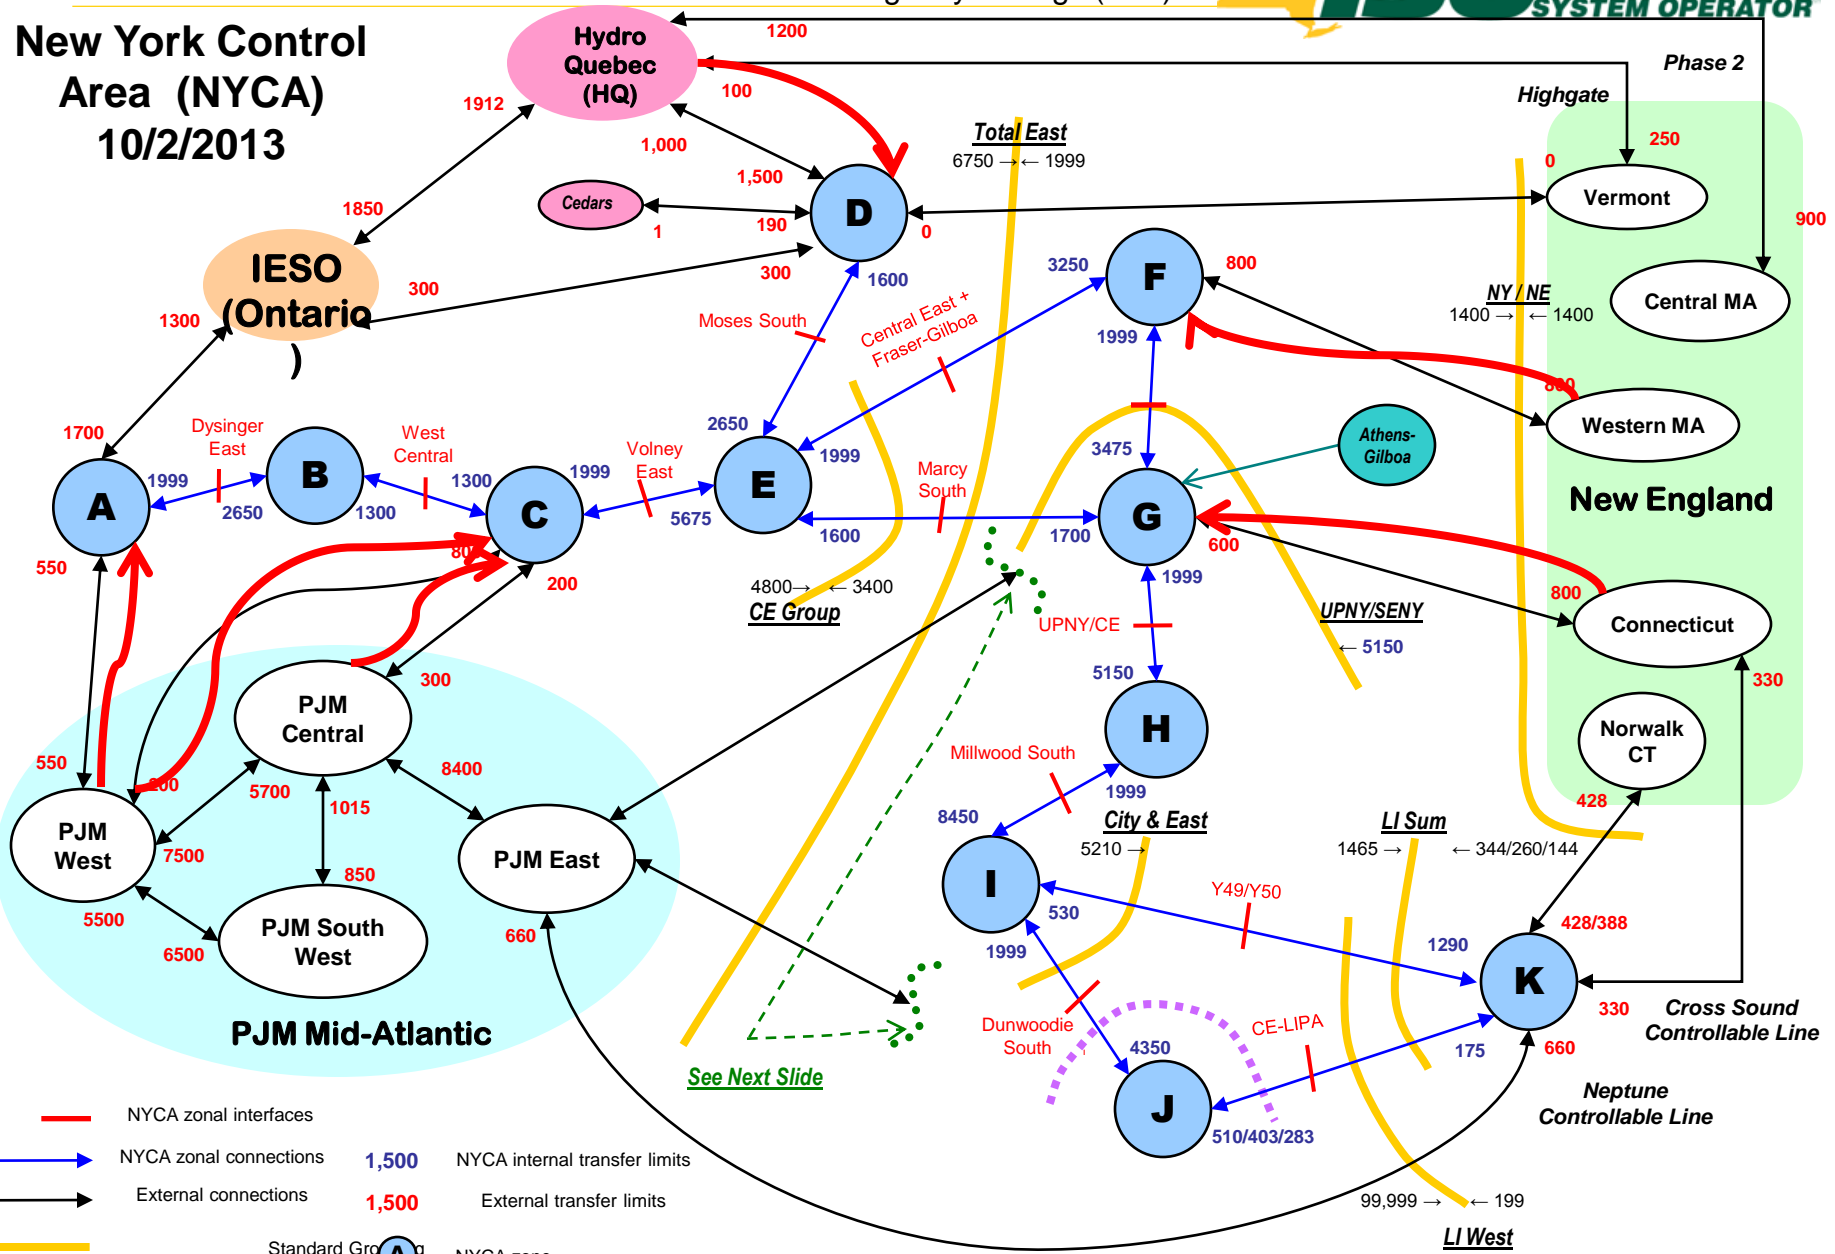 SYSTEM OPERATOR
New York Control
Area (NYCA)
10/2/2013
Hydro
Quebec
(HQ)
1200
Phase 2
100
Highgate
1912
1,000
1,500
Total East
6750 →← 1999
250
0
Vermont
Cedars
1
190
D
0
900
1850
IESO
(Ontario
)
300
300
1300
1600
3250
F
800
Central MA
NY / NE
1400 → ← 1400
Moses South
Central East +
Fraser-Gilboa
1999
800
Western MA
1700
Dysinger
East
West
Central
Volney
East
2650
1999
3475
Athens-
Gilboa
A
1999
2650
B
1300
1300
C
1999
5675
E
Marcy
South
1600
1700
G
600
New England
550
200
1999
4800→ ← 3400
CE Group
UPNY/CE
UPNY/SENY
← 5150
800
Connecticut
330
300
5150
PJM
Central
H
Norwalk
CT
550
5700
1015
8400
Millwood South
1999
428
PJM
West
7500
8450
City & East
5210 →
LI Sum
1465 → ← 344/260/144
PJM East
850
5500
6500
PJM South
West
660
I
530
1999
Y49/Y50
1290
428/388
K
330
Cross Sound
Controllable Line
PJM Mid-Atlantic
Dunwoodie
South
CE-LIPA
4350
175
660
See Next Slide
J
510/403/283
Neptune
Controllable Line
NYCA zonal interfaces
NYCA zonal connections
1,500
NYCA internal transfer limits
External connections
1,500
External transfer limits
99,999 → ← 199
LI West
Standard
A
NYCA zone